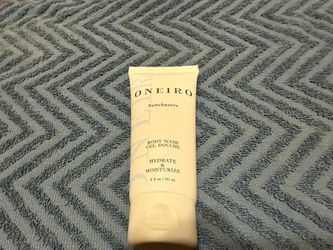 ONEIRO
Sunchasers
BODY WASH
GEL DOUCHE
HYDRATE
&
MOISTURIZE